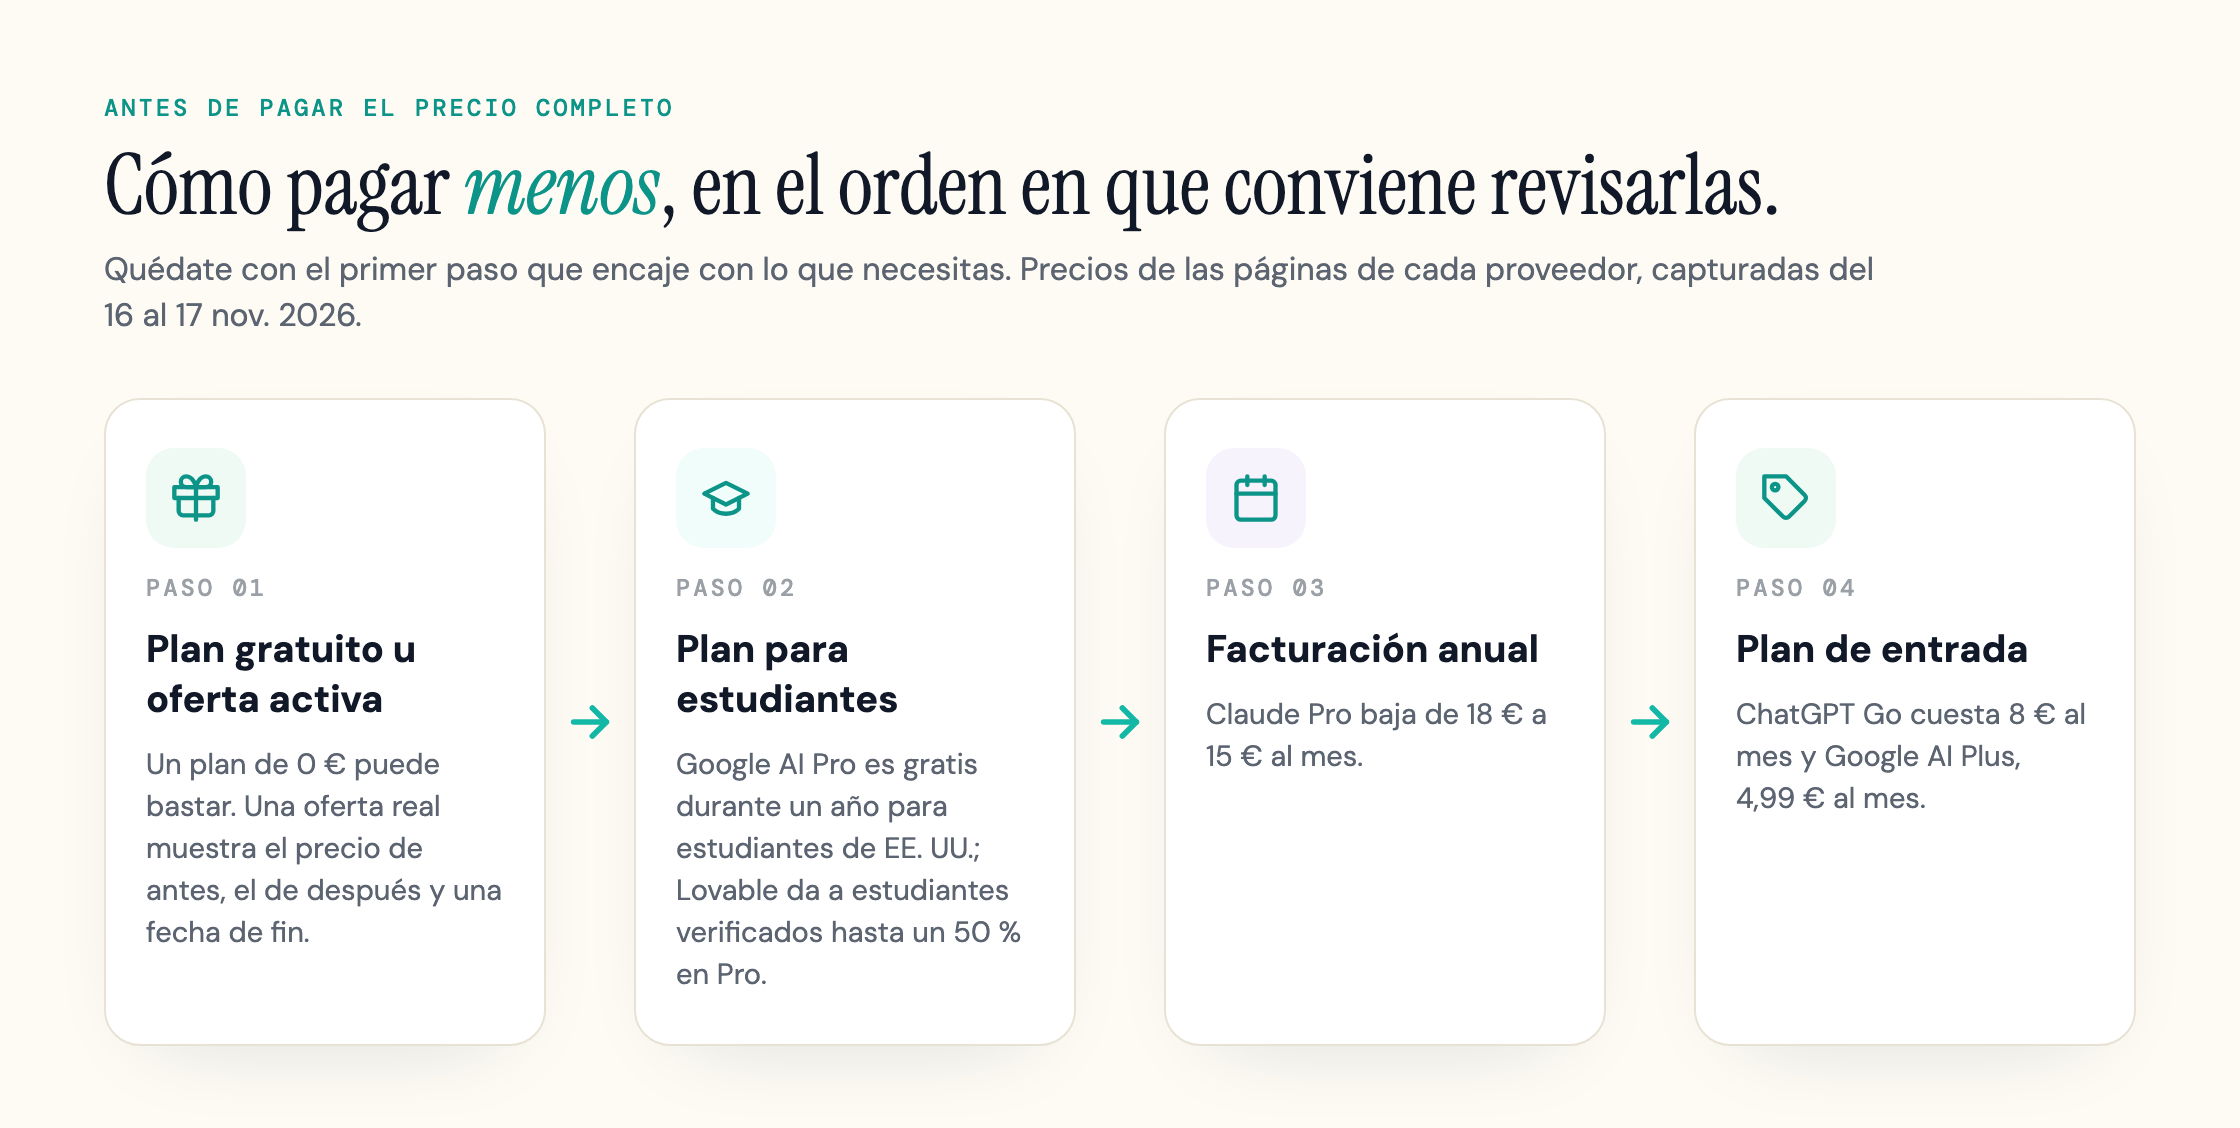 ANTES DE PAGAR EL PRECIO COMPLETO
Cómo pagar menos, en el orden en que conviene revisarlas.
Quédate con el primer paso que encaje con lo que necesitas. Precios de las páginas de cada proveedor, capturadas del
16 al 17 nov. 2026.
PASO 01
Plan gratuito u
oferta activa
Un plan de 0 € puede
bastar. Una oferta real
muestra el precio de
antes, el de después y una
fecha de fin.
PASO 02
Plan para
estudiantes
Google AI Pro es gratis
durante un año para
estudiantes de EE. UU.;
Lovable da a estudiantes
verificados hasta un 50 %
en Pro.
PASO 03
Facturación anual
Claude Pro baja de 18 € a
15 € al mes.
PASO 04
Plan de entrada
ChatGPT Go cuesta 8 € al
mes y Google AI Plus,
4,99 € al mes.